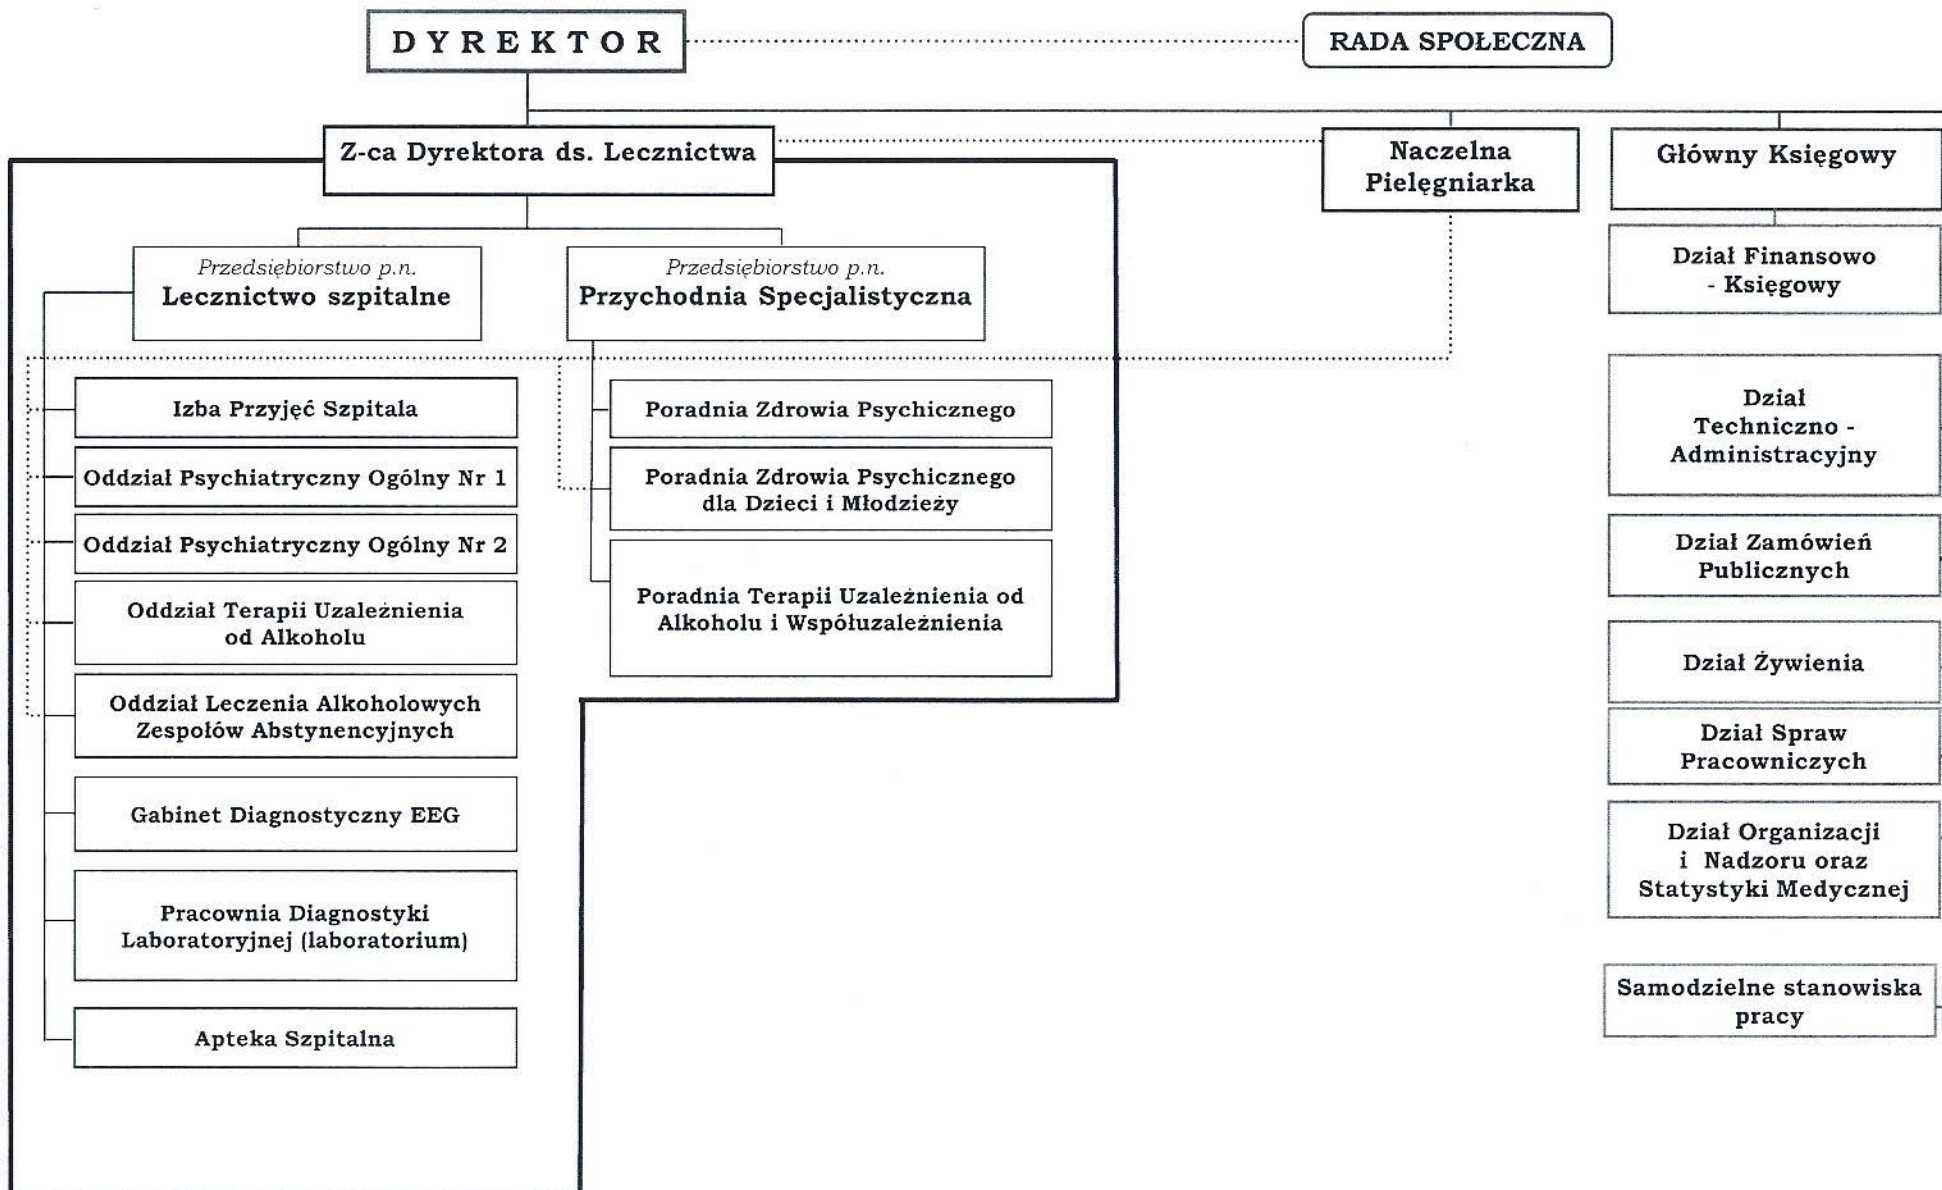 D Y R E K T O R
RADA SPOŁECZNA
Z-ca Dyrektora ds. Lecznictwa
Naczelna
Pielęgniarka
Główny Księgowy
Przedsiębiorstwo p.n.
Lecznictwo szpitalne
Przedsiębiorstwo p.n.
Przychodnia Specjalistyczna
Dział Finansowo
- Księgowy
Izba Przyjęć Szpitala
Oddział Psychiatryczny Ogólny Nr 1
Oddział Psychiatryczny Ogólny Nr 2
Oddział Terapii Uzależnienia
od Alkoholu
Oddział Leczenia Alkoholowych
Zespołów Abstynencyjnych
Gabinet Diagnostyczny EEG
Pracownia Diagnostyki
Laboratoryjnej (laboratorium)
Apteka Szpitalna
Poradnia Zdrowia Psychicznego
Poradnia Zdrowia Psychicznego
dla Dzieci i Młodzieży
Poradnia Terapii Uzależnienia od
Alkoholu i Współuzależnienia
Dział
Techniczno -
Administracyjny
Dział Zamówień
Publicznych
Dział Żywienia
Dział Spraw
Pracowniczych
Dział Organizacji
i Nadzoru oraz
Statystyki Medycznej
Samodzielne stanowiska
pracy